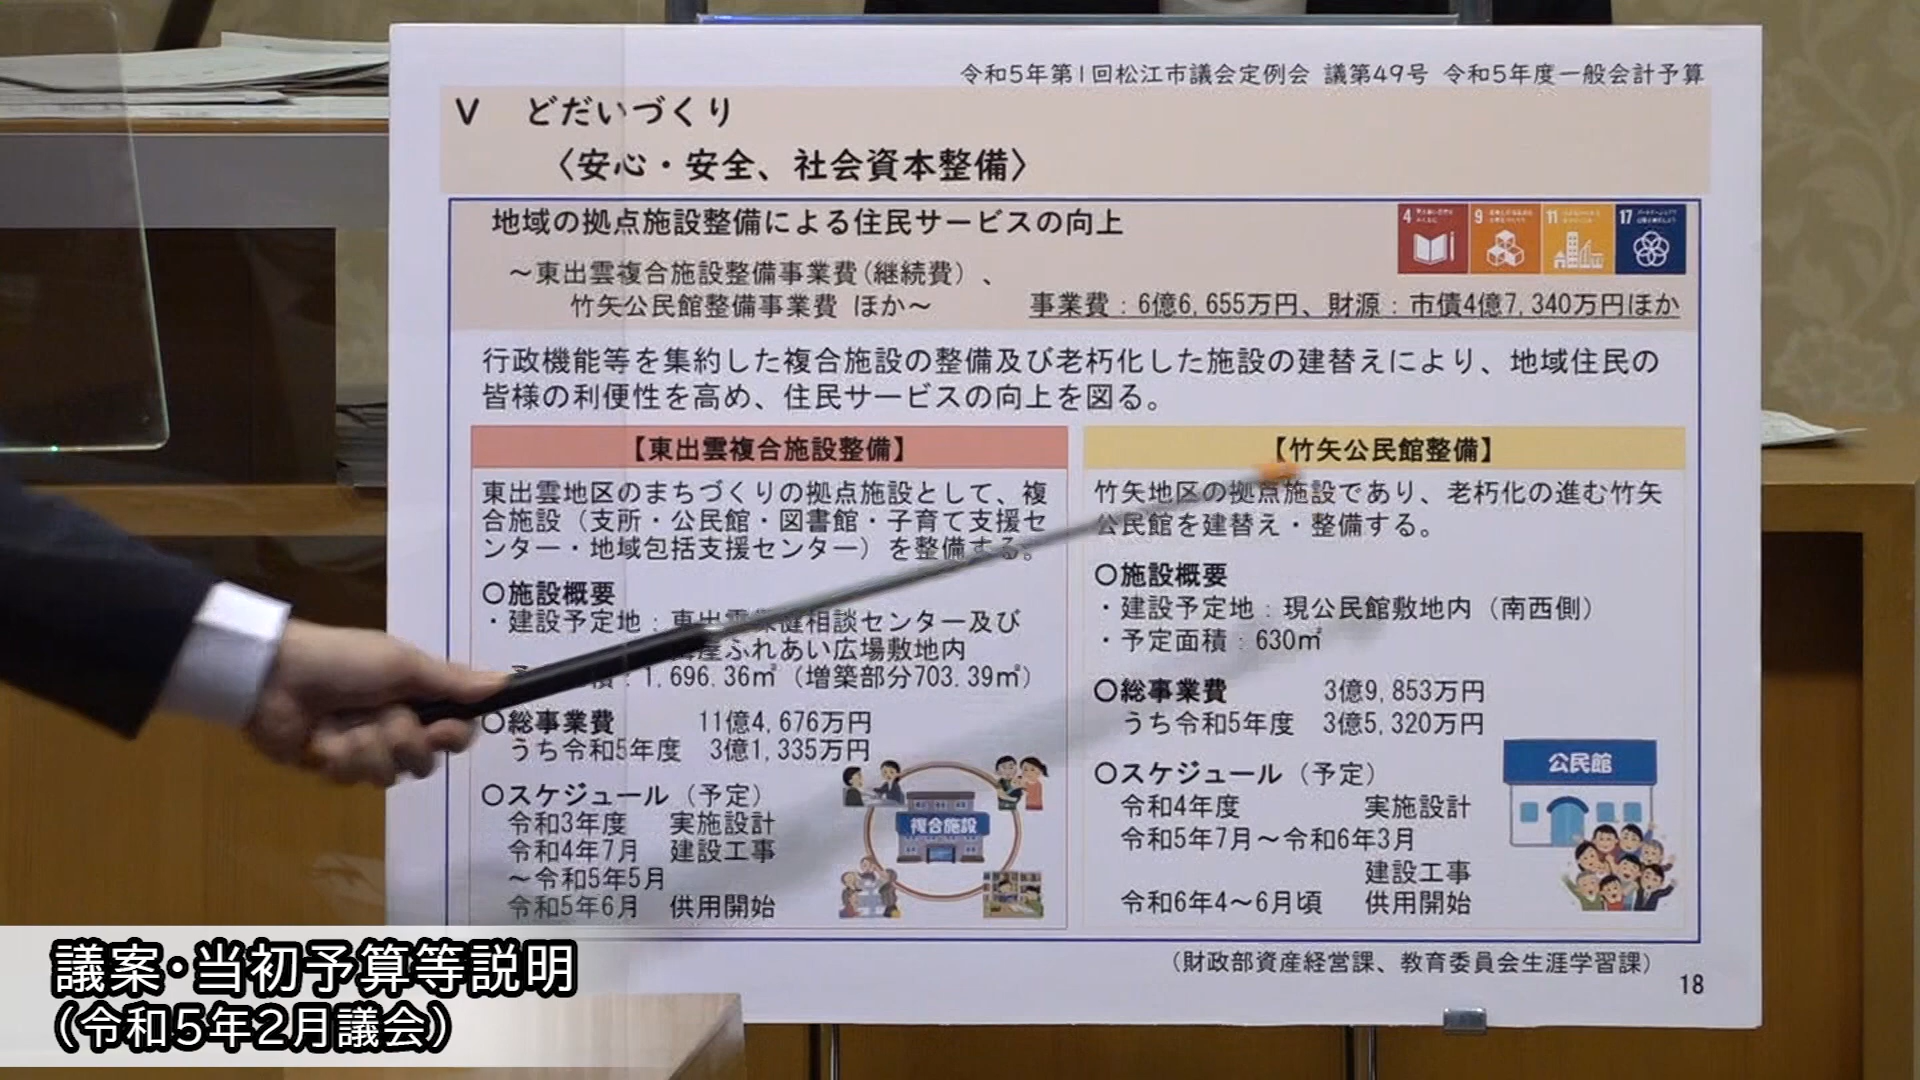 令和5年第1回松江市議会定例会 議第49号 令和5年度一般会計予算
Ⅴ どだいづくり
〈安心・安全、社会資本整備〉
地域の拠点施設整備による住民サービスの向上
4 9 11 17
～東出雲複合施設整備事業費(継続費)、
竹矢公民館整備事業費 ほか～
事業費：6億6,655万円、財源：市債4億7,340万円ほか
行政機能等を集約した複合施設の整備及び老朽化した施設の建替えにより、地域住民の
皆様の利便性を高め、住民サービスの向上を図る。
【東出雲複合施設整備】
東出雲地区のまちづくりの拠点施設として、複
合施設（支所・公民館・図書館・子育て支援セ
ンター・地域包括支援センター）を整備する。
〇施設概要
・建設予定地：東出雲 相談センター及び
ふれあい広場敷地内
積：1,696.36㎡（増築部分703.39㎡）
〇総事業費 11億4,676万円
うち令和5年度 3億1,335万円
〇スケジュール（予定）
令和3年度 実施設計
令和4年7月 建設工事
～令和5年5月
令和5年6月 供用開始
複合施設
【竹矢公民館整備】
竹矢地区の拠点施設であり、老朽化の進む竹矢
公民館を建替え・整備する。
〇施設概要
・建設予定地：現公民館敷地内（南西側）
・予定面積：630㎡
〇総事業費 3億9,853万円
うち令和5年度 3億5,320万円
〇スケジュール（予定）
令和4年度 実施設計
令和5年7月～令和6年3月
建設工事
令和6年4～6月頃 供用開始
公民館
（財政部資産経営課、教育委員会生涯学習課）
18
議案・当初予算等説明
（令和5年2月議会）